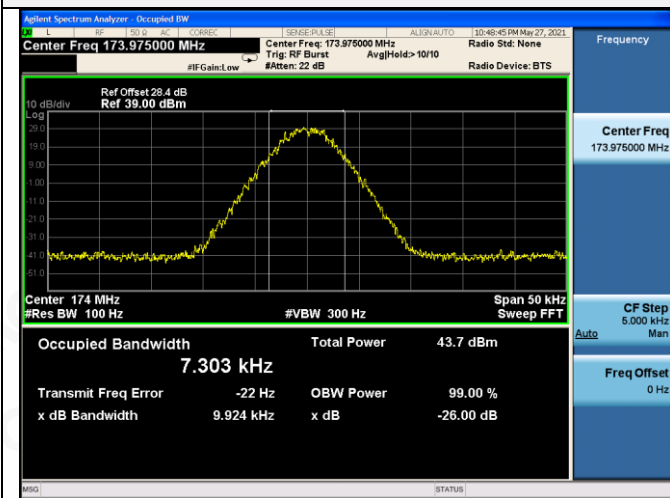 Agilent Spectrum Analyzer - Occupied BW
L RF 50 Ω AC CORREC SENSE:PULSE ALIGN AUTO 10:48:45 PM May 27, 2021
Center Freq 173.975000 MHz Center Freq: 173.975000 MHz Radio Std: None
Trig: RF Burst Avg|Hold:> 10/10
#IFGain:Low #Atten: 22 dB Radio Device: BTS
Frequency
Ref Offset 28.4 dB
10 dB/div Ref 39.00 dBm
Log
29.0
19.0
9.00
-1.00
-11.0
-21.0
-31.0
-41.0
-51.0
Center 174 MHz Span 50 kHz
#Res BW 100 Hz #VBW 300 Hz Sweep FFT
Occupied Bandwidth Total Power 43.7 dBm
7.303 kHz
Transmit Freq Error -22 Hz OBW Power 99.00 %
x dB Bandwidth 9.924 kHz x dB -26.00 dB
Center Freq
173.975000 MHz
CF Step
5.000 kHz
Auto Man
Freq Offset
0 Hz
MSG STATUS